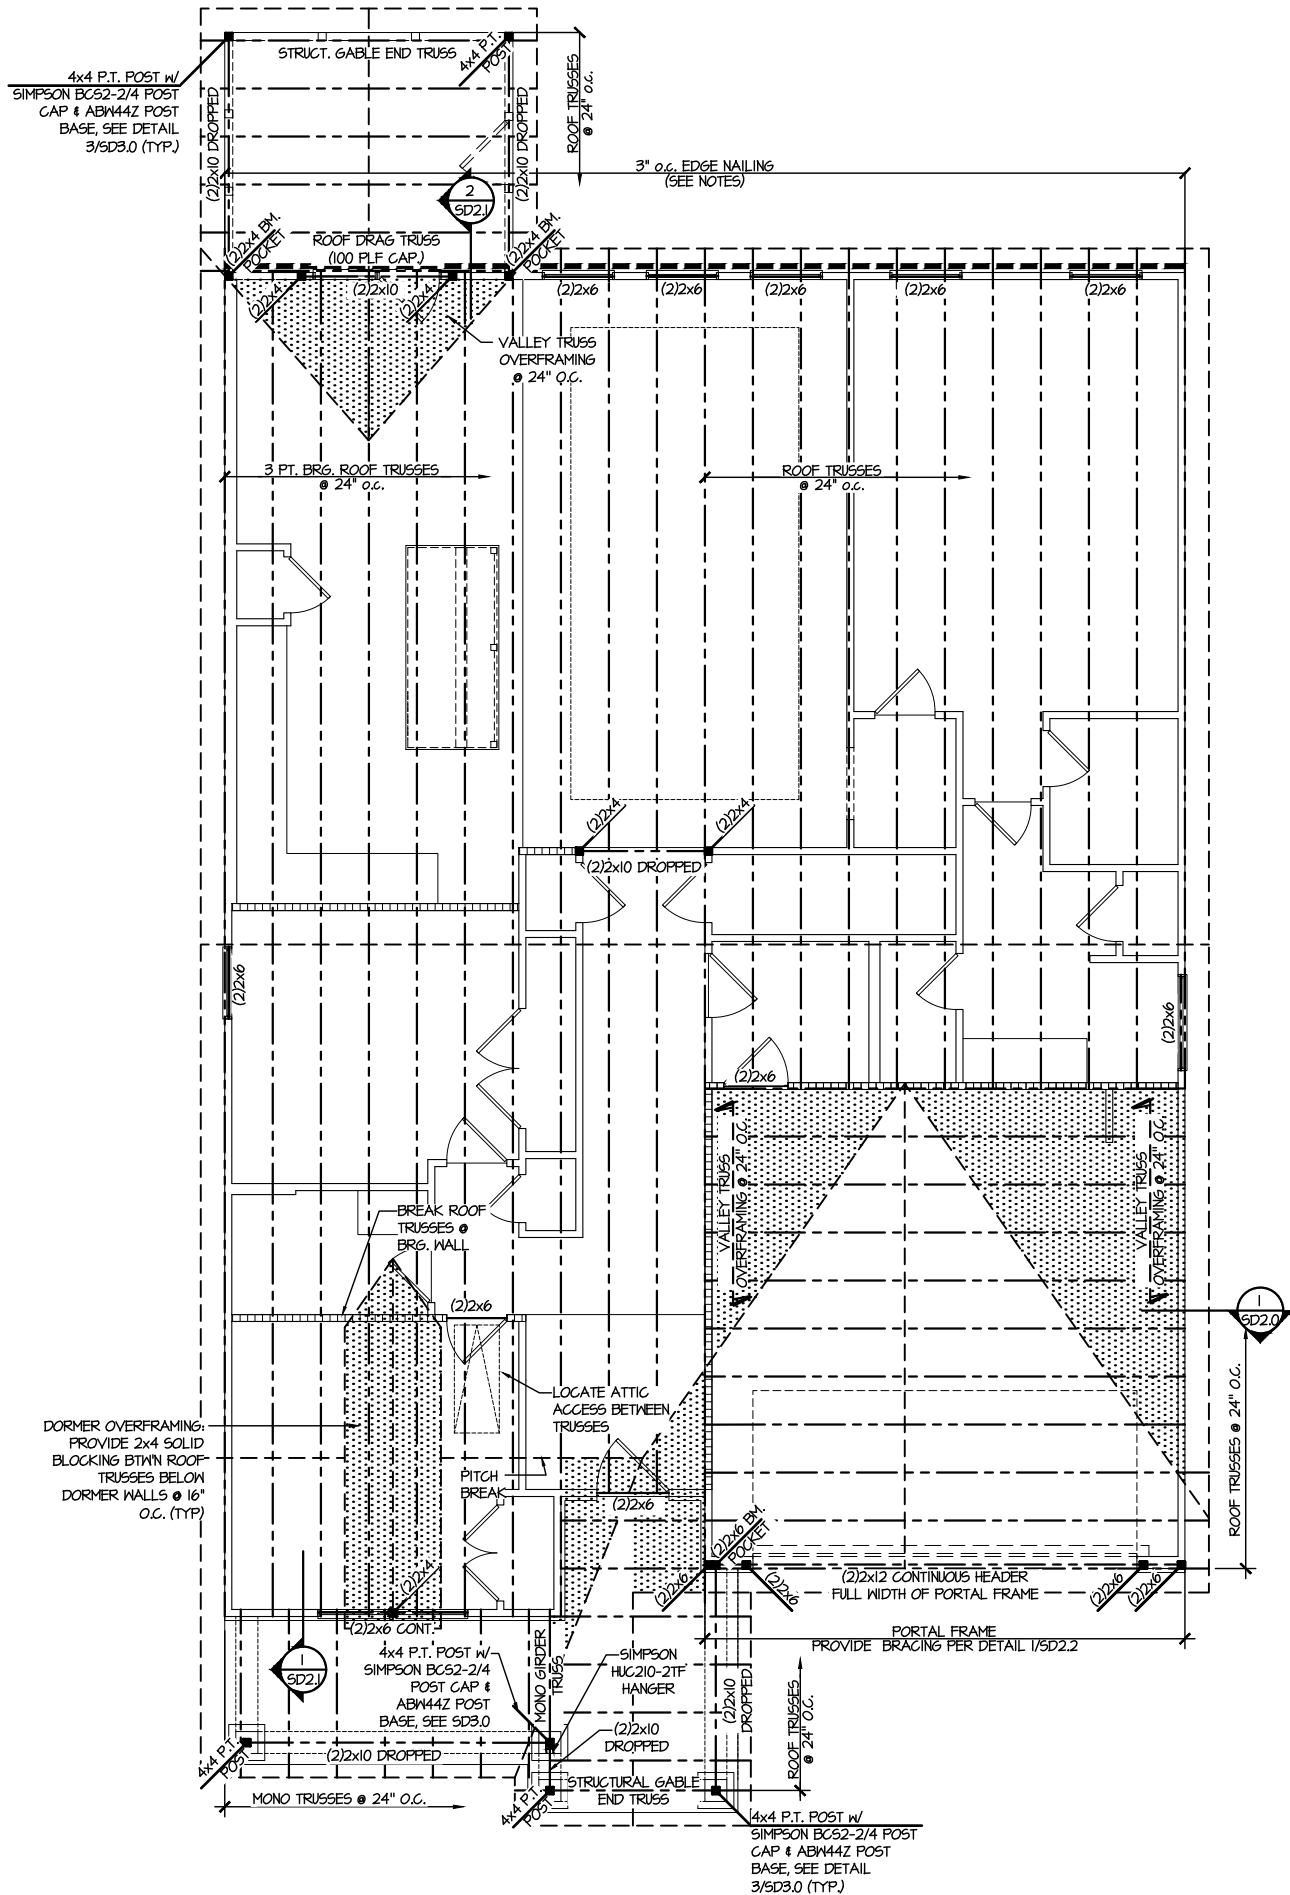 STRUCT. GABLE END TRUSS
4x4 P.T.
POST
4x4 P.T. POST W/
SIMPSON BCS2-2/4 POST
CAP & ABW44Z POST
BASE, SEE DETAIL
3/SD3.0 (TYP.)
(2)2x10 DROPPED
(2)2x10 DROPPED
ROOF TRUSSES
@ 24" o.c.
3" o.c. EDGE NAILING
(SEE NOTES)
2
SD2.1
(2)2x4 BM.
POCKET
ROOF DRAG TRUSS
(100 PLF CAP.)
(2)2x4 BM.
POCKET
(2)2x4
(2)2x10
(2)2x4
(2)2x6
(2)2x6
(2)2x6
(2)2x6
(2)2x6
VALLEY TRUSS
OVERFRAMING
@ 24" O.C.
3 PT. BRG. ROOF TRUSSES
@ 24" o.c.
ROOF TRUSSES
@ 24" o.c.
(2)2x4
(2)2x4
(2)2x10 DROPPED
(2)2x6
(2)2x6
(2)2x6
VALLEY TRUSS
OVERFRAMING @ 24" O.C.
VALLEY TRUSS
OVERFRAMING @ 24" O.C.
BREAK ROOF
TRUSSES @
BRG. WALL
(2)2x6
1
SD2.0
LOCATE ATTIC
ACCESS BETWEEN
TRUSSES
ROOF TRUSSES @ 24" O.C.
DORMER OVERFRAMING:
PROVIDE 2x4 SOLID
BLOCKING BTW'N ROOF
TRUSSES BELOW
DORMER WALLS @ 16"
O.C. (TYP)
PITCH
BREAK
(2)2x6
(2)2x6 BM.
POCKET
(2)2x4
(2)2x6
(2)2x6
(2)2x12 CONTINUOUS HEADER
FULL WIDTH OF PORTAL FRAME
(2)2x6
(2)2x6
(2)2x6 CONT.
PORTAL FRAME
PROVIDE BRACING PER DETAIL 1/SD2.2
1
SD2.1
4x4 P.T. POST W/
SIMPSON BCS2-2/4
POST CAP &
ABW44Z POST
BASE, SEE SD3.0
MONO GIRDER
TRUSS
SIMPSON
HUC210-2TF
HANGER
(2)2x10
DROPPED
(2)2x10
DROPPED
ROOF TRUSSES
@ 24" O.C.
4x4 P.T.
POST
(2)2x10 DROPPED
STRUCTURAL GABLE
END TRUSS
MONO TRUSSES @ 24" O.C.
4x4 P.T.
POST
4x4 P.T. POST W/
SIMPSON BCS2-2/4 POST
CAP & ABW44Z POST
BASE, SEE DETAIL
3/SD3.0 (TYP.)